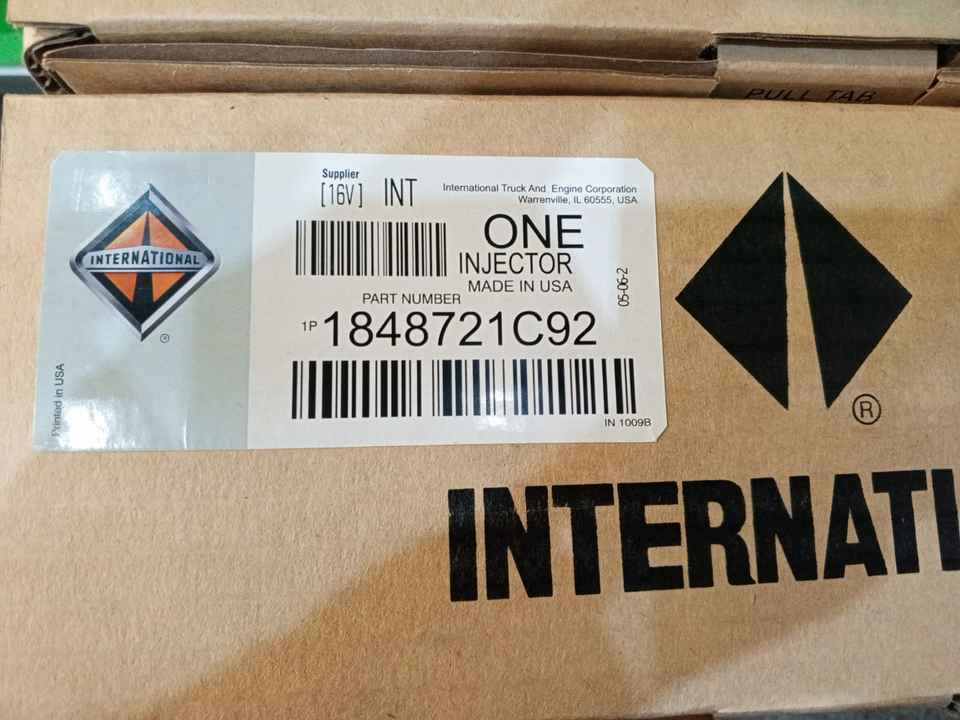 PULL TAB
Supplier
[16V] INT
International Truck And Engine Corporation
Warrenville, IL 60555, USA
INTERNATIONAL
®
ONE
INJECTOR
MADE IN USA
05-06-2
PART NUMBER
1P 1848721C92
IN 1009B
Printed in USA
®
INTERNATI